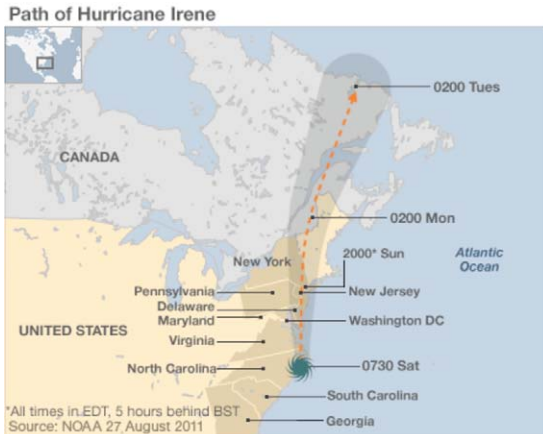 Path of Hurricane Irene
0200 Tues
CANADA
0200 Mon
2000* Sun
New York
Atlantic
Ocean
Pennsylvania
New Jersey
Delaware
Maryland
Washington DC
UNITED STATES
Virginia
North Carolina
0730 Sat
South Carolina
*All times in EDT, 5 hours behind BST
Georgia
Source: NOAA 27 August 2011